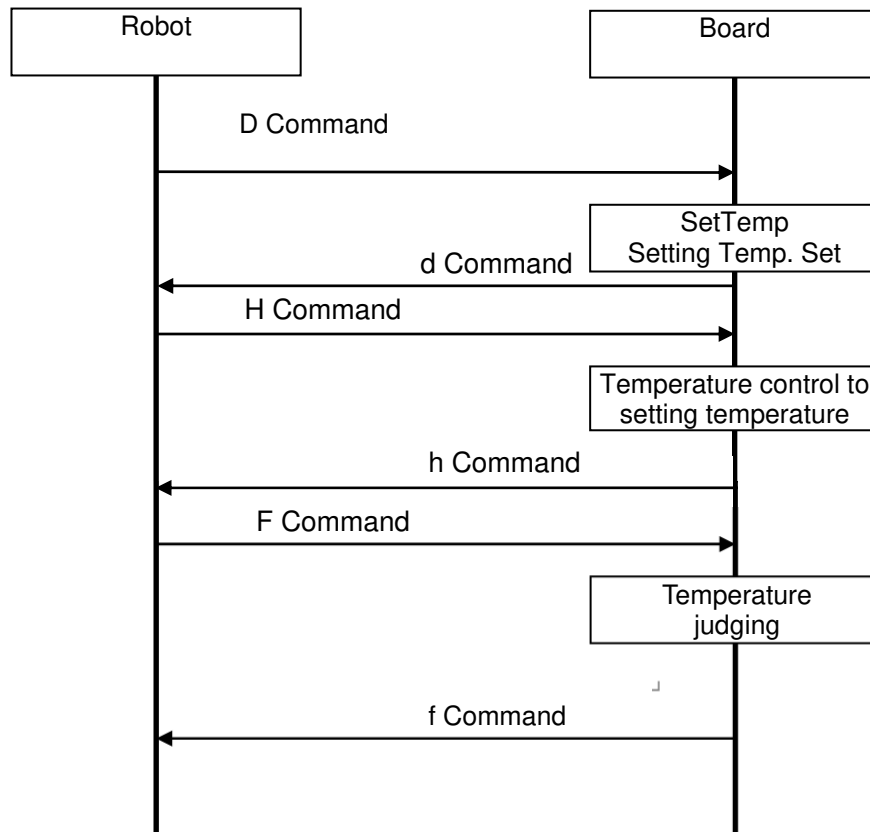 Robot
Board
D Command
SetTemp
Setting Temp. Set
d Command
H Command
Temperature control to
setting temperature
h Command
F Command
Temperature
judging
f Command